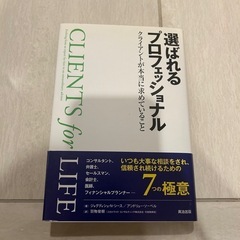 選ばれる
プロフェッショナル
クライアントが本当に求めていること
CLIENTS for LIFE
コンサルタント、
弁護士、
セールスマン、
会計士、
医師、
フィナンシャルプランナー…
いつも大事な相談をされ、
信頼され続けるための
7つの極意
英治出版